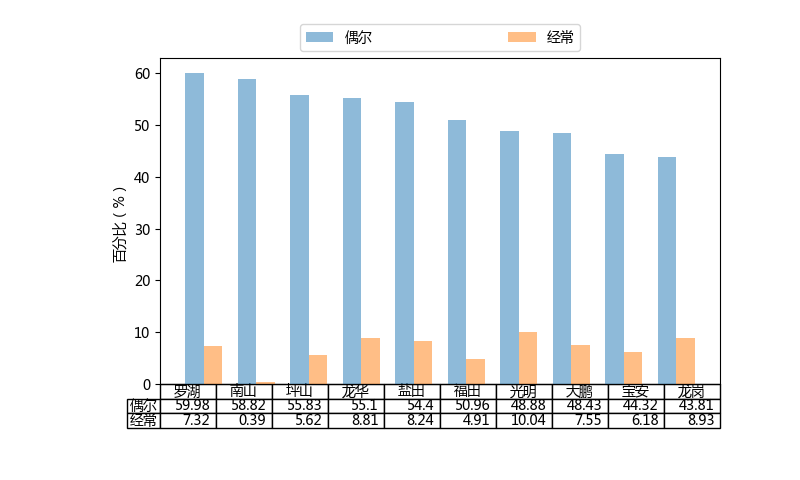 偶尔 经常
60
50
40
30
20
10
0
百分比（%）
罗湖 南山 坪山 龙华 盐田 福田 光明 大鹏 宝安 龙岗
偶尔 59.98 58.82 55.83 55.1 54.4 50.96 48.88 48.43 44.32 43.81
经常 7.32 0.39 5.62 8.81 8.24 4.91 10.04 7.55 6.18 8.93